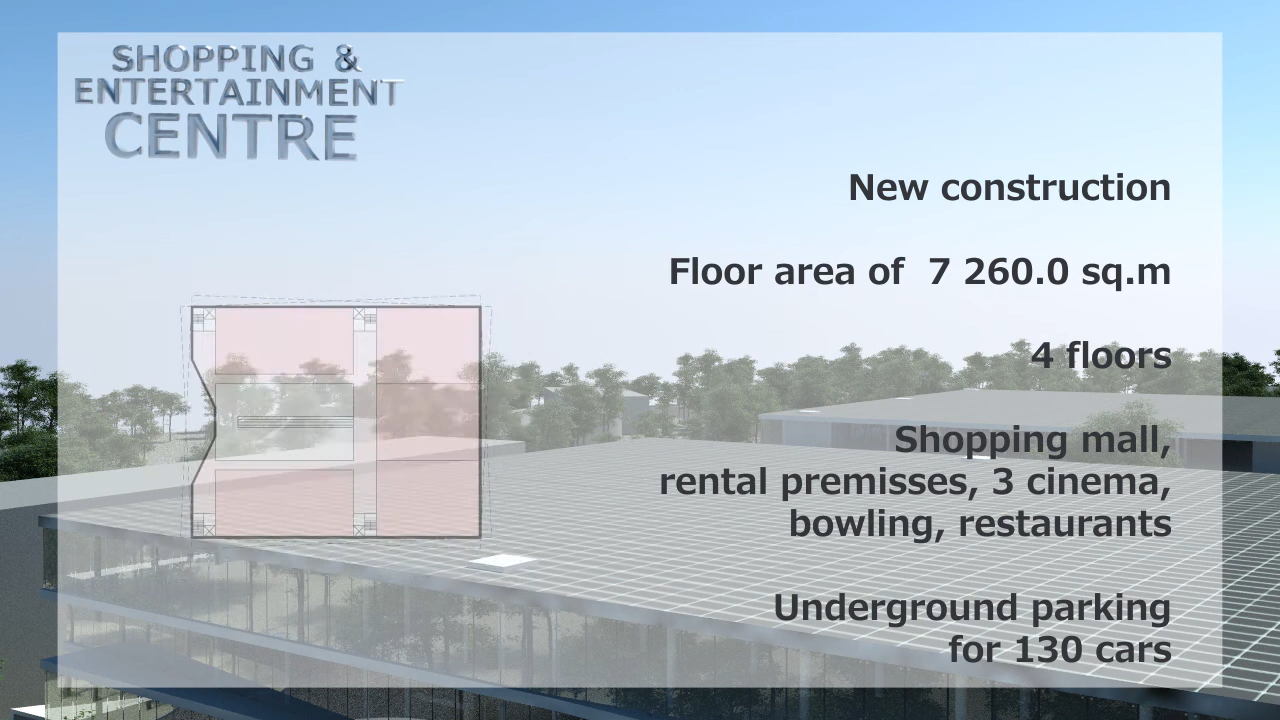 SHOPPING &
ENTERTAINMENT
CENTRE
New construction
Floor area of  7 260.0 sq.m
4 floors
Shopping mall,
rental premisses, 3 cinema,
bowling, restaurants
Underground parking
for 130 cars